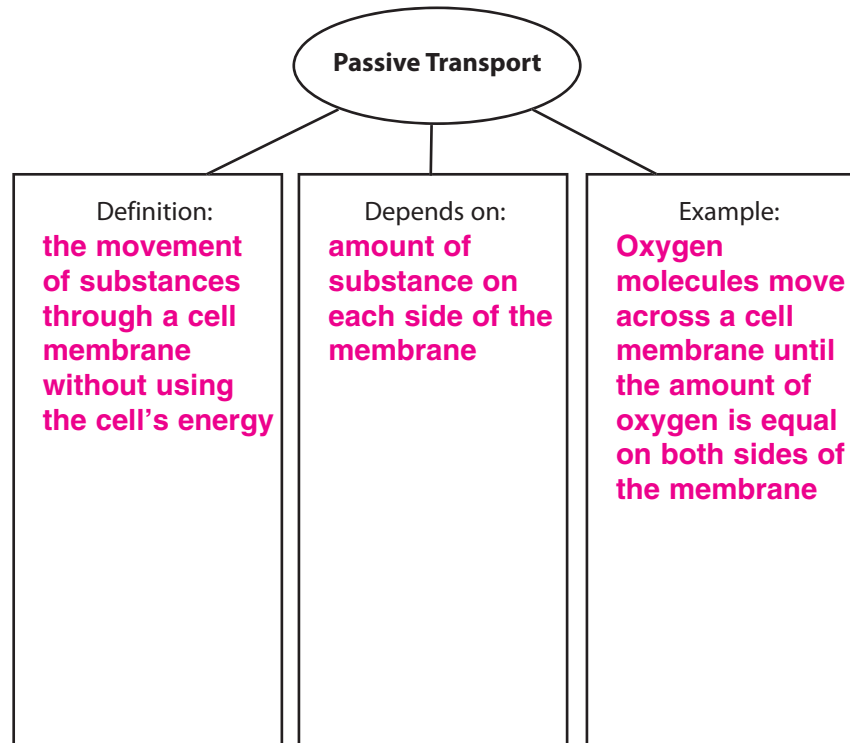 Passive Transport
Definition:
the movement
of substances
through a cell
membrane
without using
the cell’s energy
Depends on:
amount of
substance on
each side of the
membrane
Example:
Oxygen
molecules move
across a cell
membrane until
the amount of
oxygen is equal
on both sides of
the membrane